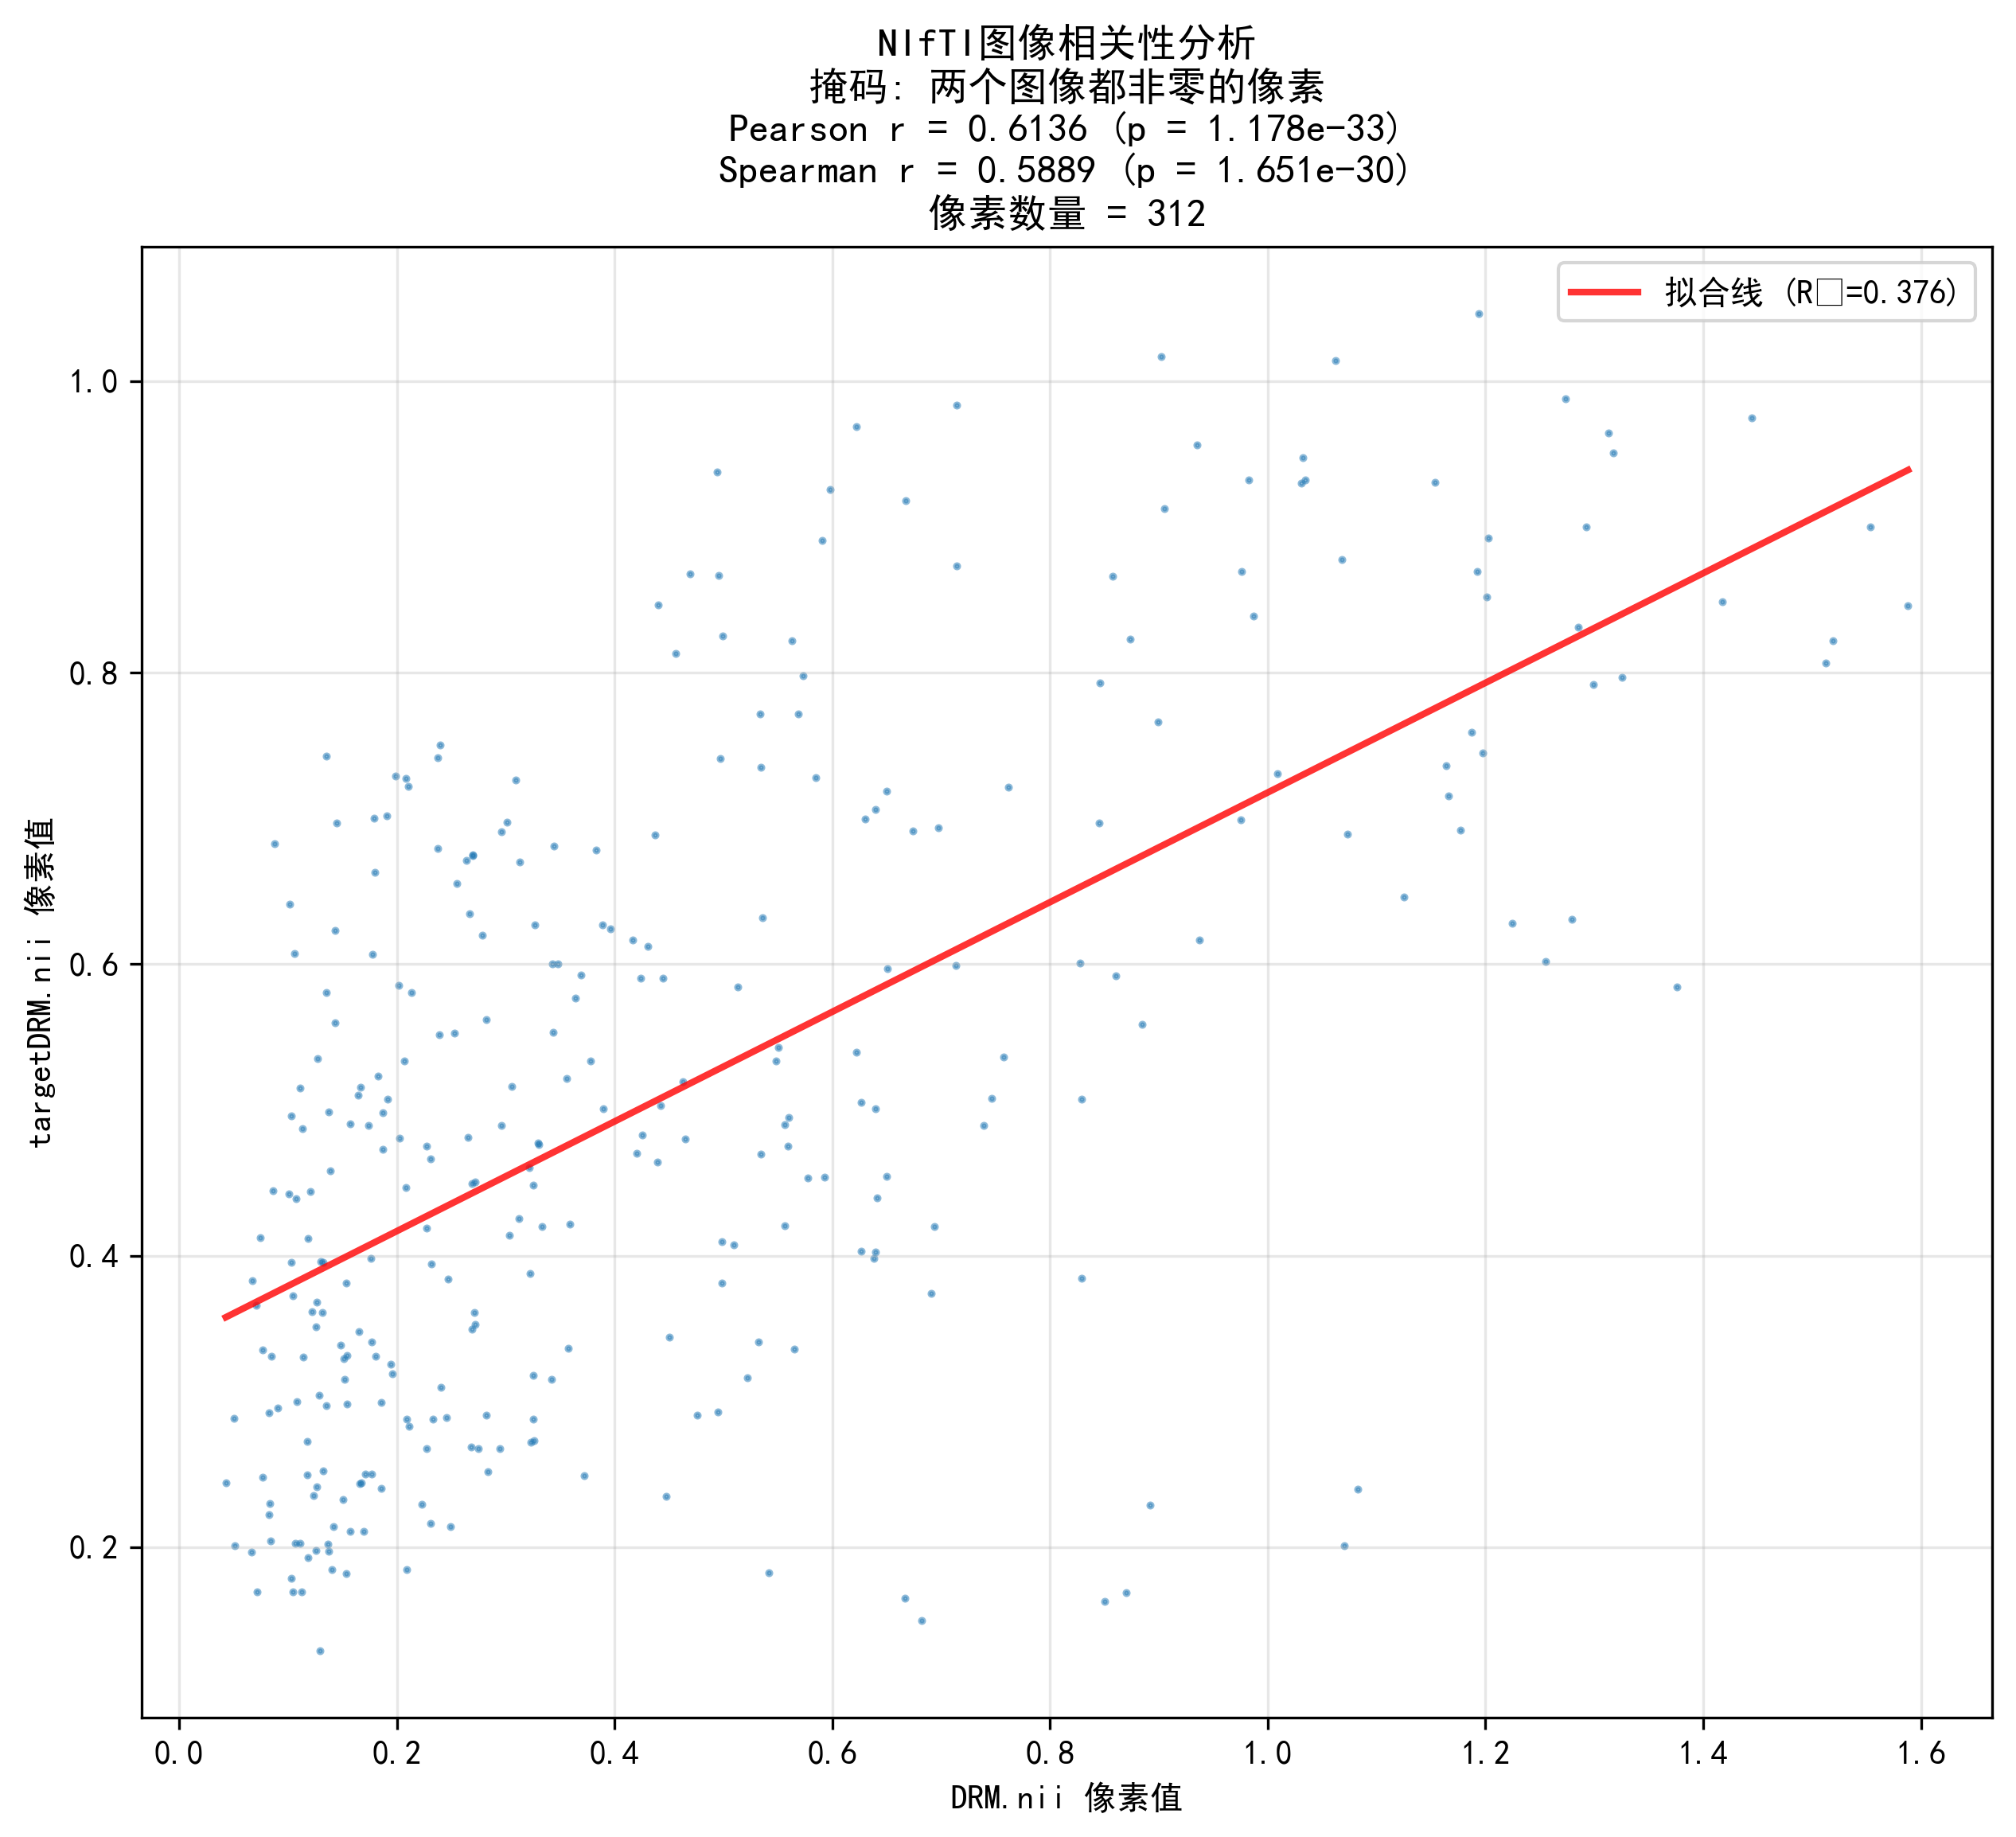 NIfTI图像相关性分析
掩码: 两个图像都非零的像素
Pearson r = 0.6136 (p = 1.178e-33)
Spearman r = 0.5889 (p = 1.651e-30)
像素数量 = 312
拟合线 (R□=0.376)
1.0
0.8
0.6
0.4
0.2
targetDRM.nii 像素值
0.0 0.2 0.4 0.6 0.8 1.0 1.2 1.4 1.6
DRM.nii 像素值